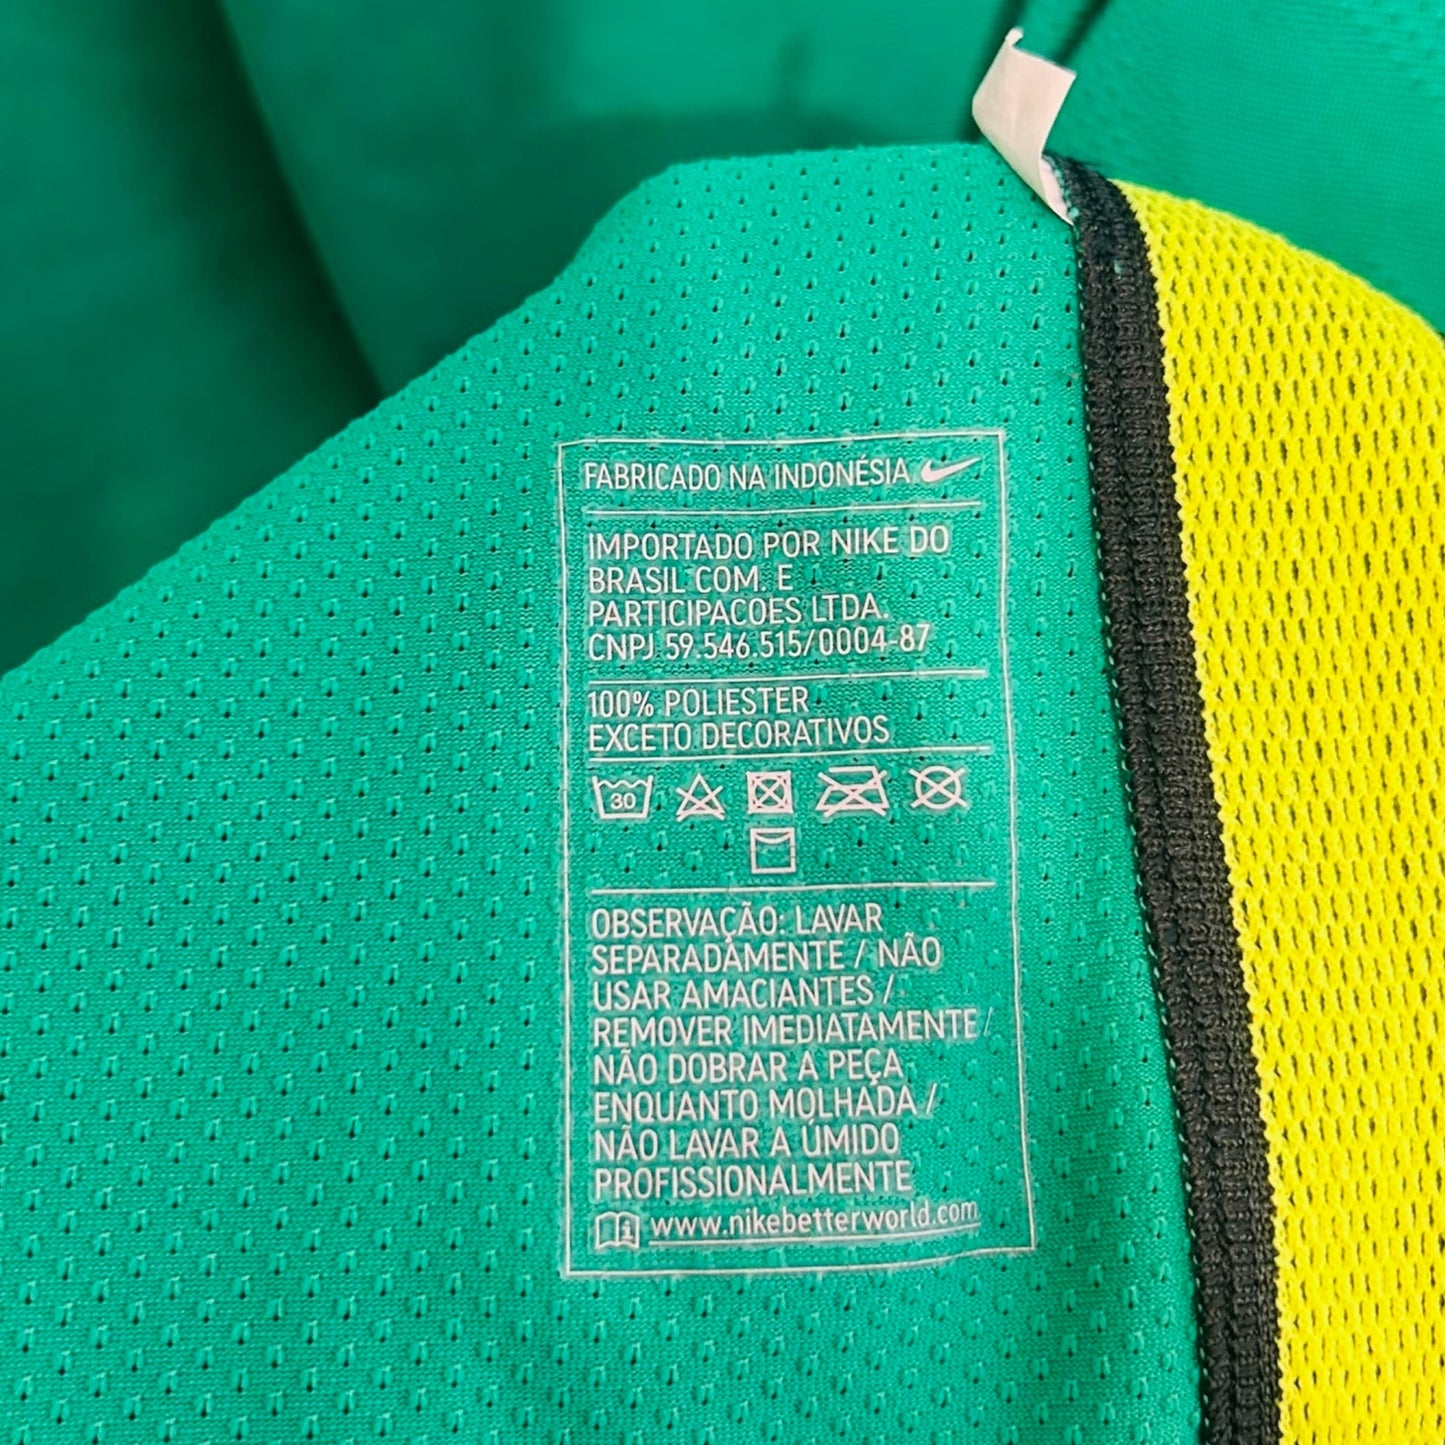 FABRICADO NA INDONÉSIA
IMPORTADO POR NIKE DO
BRASIL COM. E
PARTICIPACOES LTDA.
CNPJ 59.546.515/0004-87
100% POLIESTER
EXCETO DECORATIVOS
30
OBSERVAÇÃO: LAVAR
SEPARADAMENTE / NÃO
USAR AMACIANTES /
REMOVER IMEDIATAMENTE /
NÃO DOBRAR A PEÇA
ENQUANTO MOLHADA /
NÃO LAVAR A ÚMIDO
PROFISSIONALMENTE
www.nikebetterworld.com